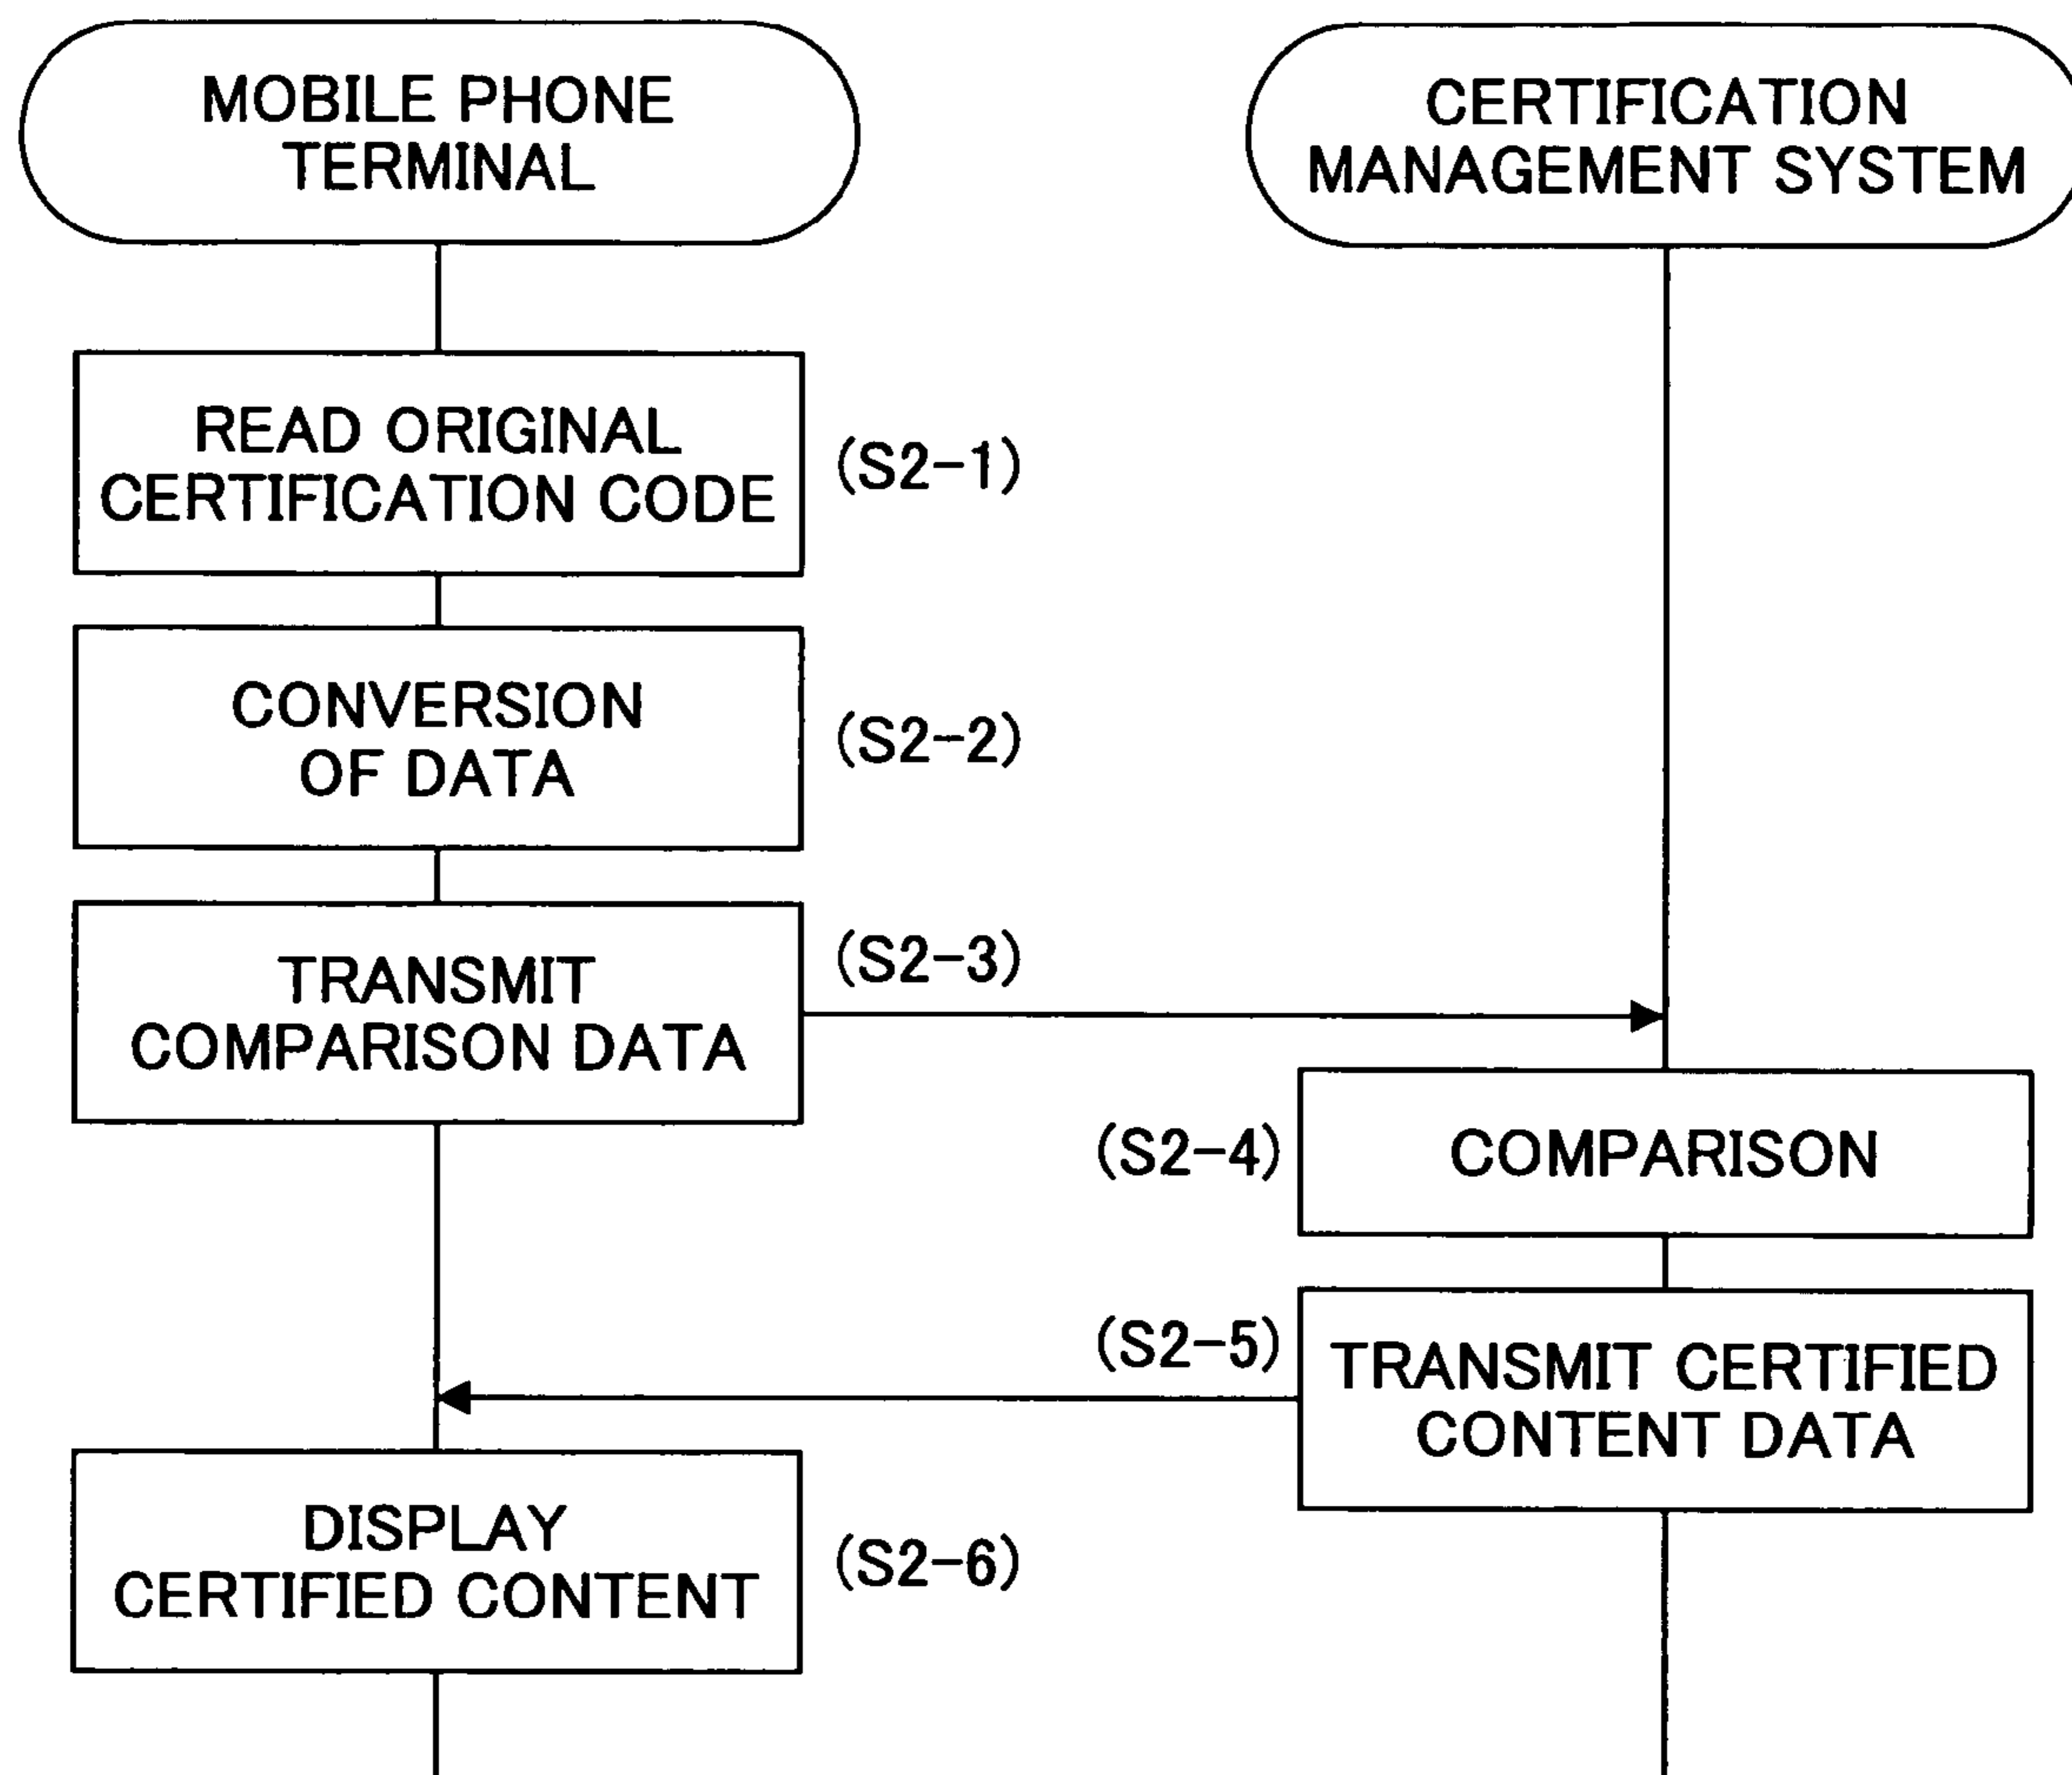 MOBILE PHONE
TERMINAL
CERTIFICATION
MANAGEMENT SYSTEM
READ ORIGINAL
CERTIFICATION CODE
(S2-1)
CONVERSION
OF DATA
(S2-2)
TRANSMIT
COMPARISON DATA
(S2-3)
(S2-4)
COMPARISON
(S2-5)
TRANSMIT CERTIFIED
CONTENT DATA
DISPLAY
CERTIFIED CONTENT
(S2-6)